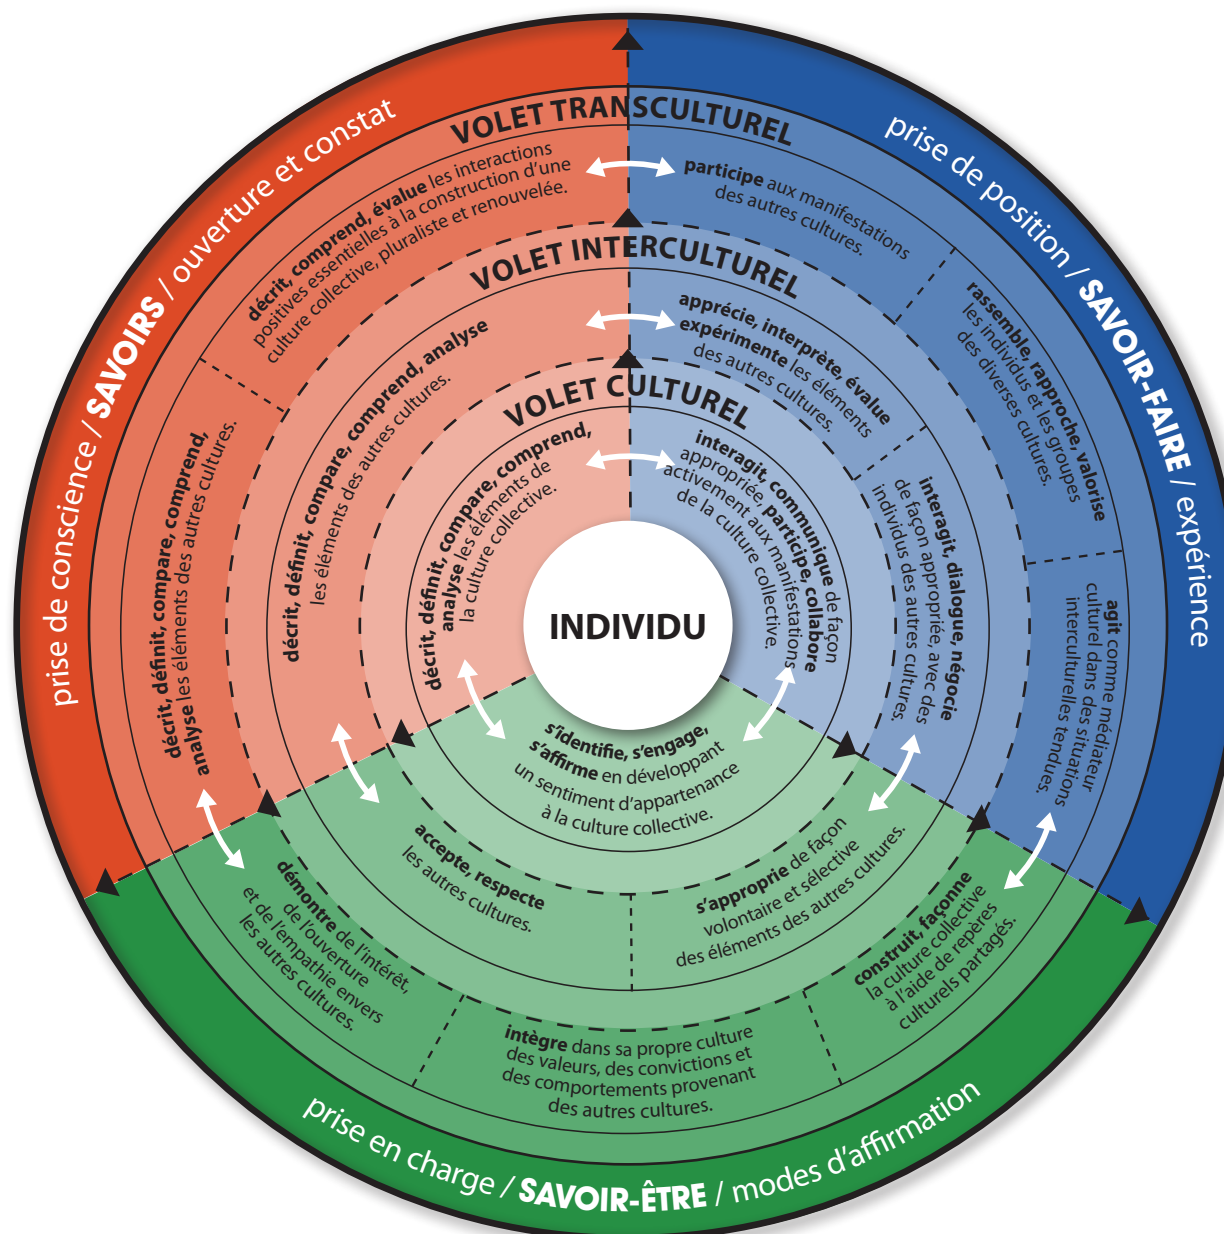 prise de conscience / SAVOIRS / ouverture et constat
prise de position / SAVOIR-FAIRE / expérience
prise en charge / SAVOIR-ÊTRE / modes d'affirmation
VOLET TRANSCULTUREL
décrit, comprend, évalue les interactions
positives essentielles à la construction d'une
culture collective, pluraliste et renouvelée.
décrit, définit, compare, comprend,
analyse les éléments des autres cultures.
participe aux manifestations
des autres cultures.
rassemble, rapproche, valorise
les individus et les groupes
des diverses cultures.
agit comme médiateur
culturel dans des situations
interculturelles tendues.
démontre de l'intérêt,
de l'ouverture
et de l'empathie envers
les autres cultures.
intègre dans sa propre culture
des valeurs, des convictions et
des comportements provenant
des autres cultures.
construit, façonne
la culture collective
à l'aide de repères
culturels partagés.
VOLET INTERCULTUREL
décrit, définit, compare, comprend, analyse
les éléments des autres cultures.
apprécie, interprète, évalue
expérimente les éléments
des autres cultures.
interagit, dialogue, négocie
de façon appropriée, avec des
individus des autres cultures.
accepte, respecte
les autres cultures.
s'approprie de façon
volontaire et sélective
des éléments des autres cultures.
VOLET CULTUREL
décrit, définit, compare, comprend,
analyse les éléments de
la culture collective.
interagit, communique de façon
appropriée, participe, collabore
activement aux manifestations
de la culture collective.
s'identifie, s'engage,
s'affirme en développant
un sentiment d'appartenance
à la culture collective.
INDIVIDU